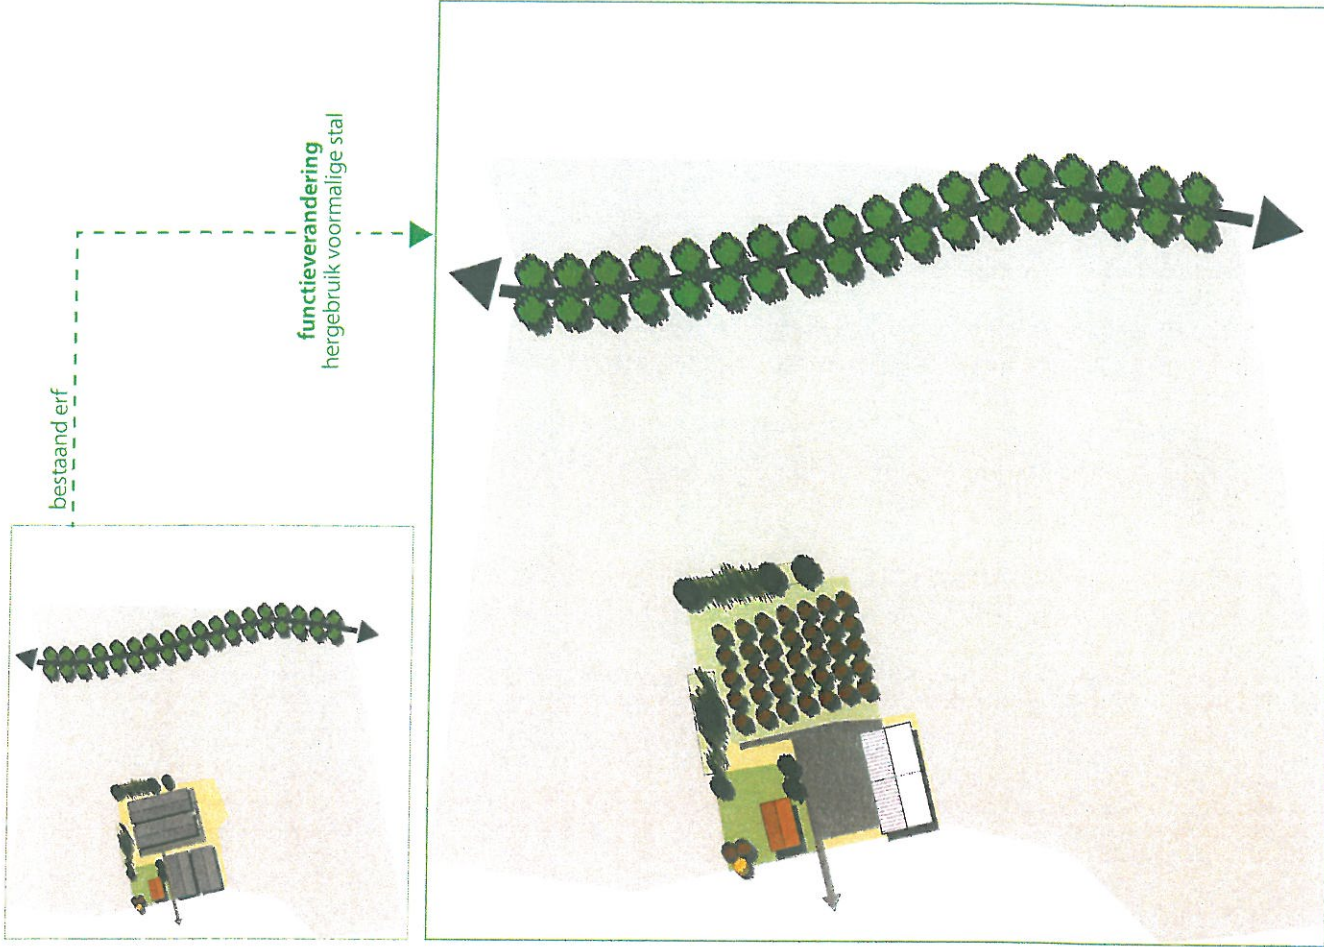 bestaand erf
functieverandering
hergebruik voormalige stal